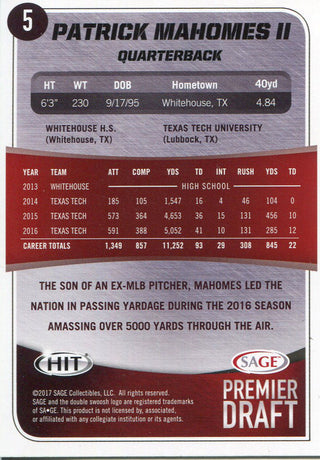 5 PATRICK MAHOMES II
QUARTERBACK
HT WT DOB Hometown 40yd
6'3" 230 9/17/95 Whitehouse, TX 4.84
WHITEHOUSE H.S. TEXAS TECH UNIVERSITY
(Whitehouse, TX) (Lubbock, TX)
YEAR TEAM ATT COMP YDS TD INT RUSH YDS TD
2013 WHITEHOUSE HIGH SCHOOL
2014 TEXAS TECH 185 105 1,547 16 4 46 104 0
2015 TEXAS TECH 573 364 4,653 36 15 131 456 10
2016 TEXAS TECH 591 388 5,052 41 10 131 285 12
CAREER TOTALS 1,349 857 11,252 93 29 308 845 22
THE SON OF AN EX-MLB PITCHER, MAHOMES LED THE
NATION IN PASSING YARDAGE DURING THE 2016 SEASON
AMASSING OVER 5000 YARDS THROUGH THE AIR.
HIT SAGE
©2017 SAGE Collectibles, LLC. All rights reserved.
SAGE and the double swoosh logo are registered trademarks
of SA•GE. This product is not associated by, associated,
or affiliated with any collegiate institution or its agents.
PREMIER
DRAFT